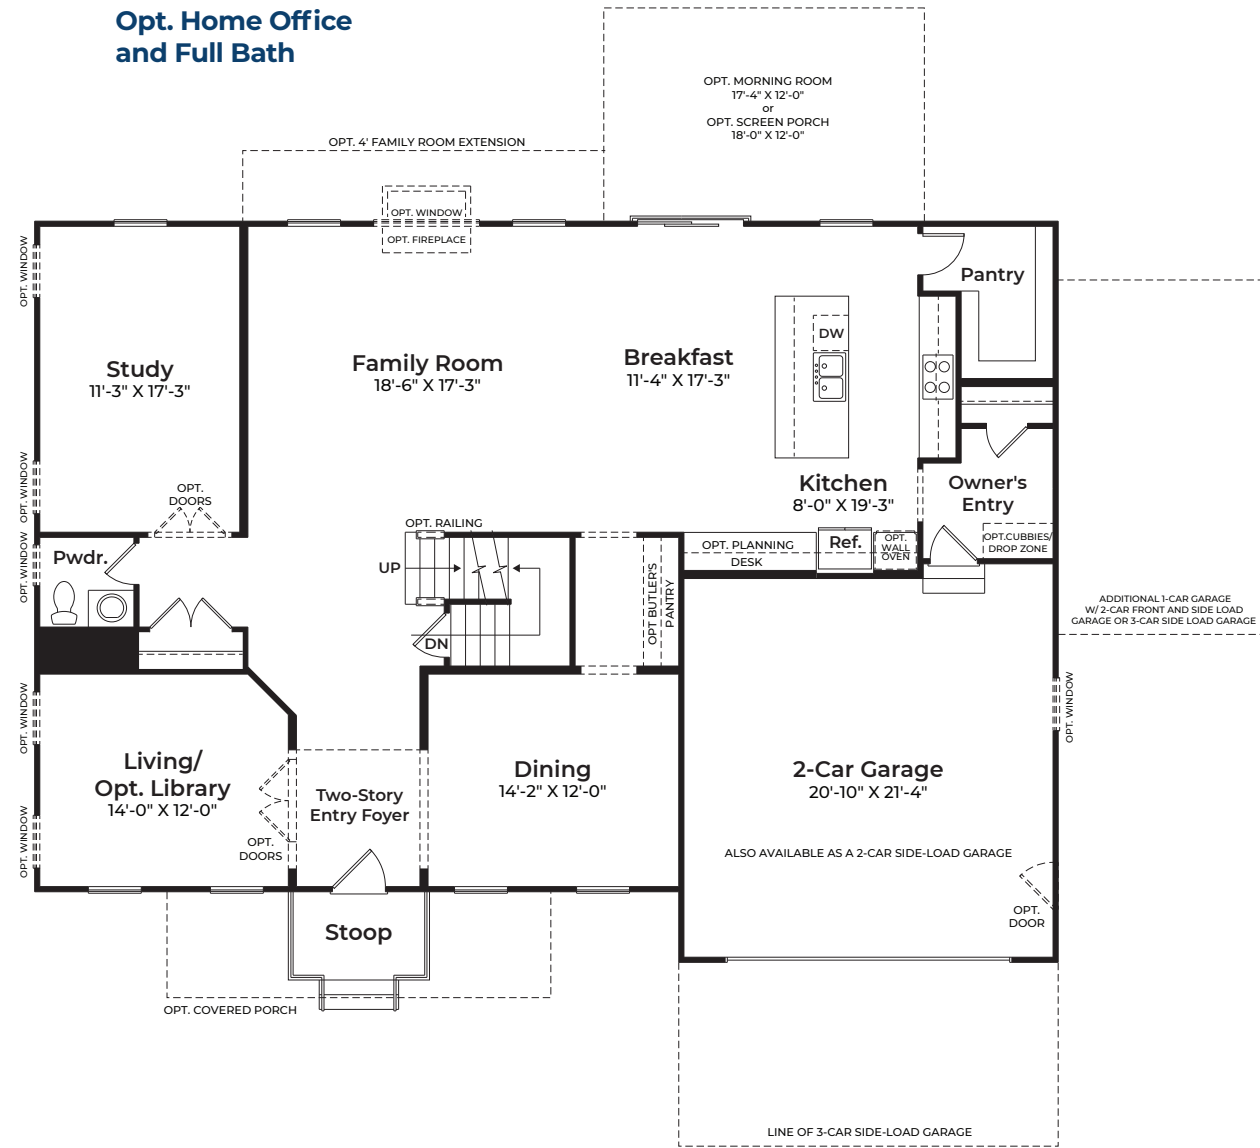 Opt. Home Office
and Full Bath
OPT. MORNING ROOM
17'-4" X 12'-0"
or
OPT. SCREEN PORCH
18'-0" X 12'-0"
OPT. 4' FAMILY ROOM EXTENSION
OPT. WINDOW
OPT. FIREPLACE
OPT. WINDOW
Pantry
Study
11'-3" X 17'-3"
Family Room
18'-6" X 17'-3"
Breakfast
11'-4" X 17'-3"
DW
OPT. WINDOW
OPT.
DOORS
Kitchen
8'-0" X 19'-3"
Owner's
Entry
OPT. RAILING
OPT. WINDOW
Pwdr.
UP
DN
OPT BUTLER'S
PANTRY
OPT. PLANNING
DESK
Ref.
OPT.
WALL
OVEN
OPT.CUBBIES/
DROP ZONE
ADDITIONAL 1-CAR GARAGE
W/ 2-CAR FRONT AND SIDE LOAD
GARAGE OR 3-CAR SIDE LOAD GARAGE
OPT. WINDOW
OPT. WINDOW
Living/
Opt. Library
14'-0" X 12'-0"
Two-Story
Entry Foyer
Dining
14'-2" X 12'-0"
2-Car Garage
20'-10" X 21'-4"
OPT. WINDOW
OPT.
DOORS
ALSO AVAILABLE AS A 2-CAR SIDE-LOAD GARAGE
OPT.
DOOR
Stoop
OPT. COVERED PORCH
LINE OF 3-CAR SIDE-LOAD GARAGE